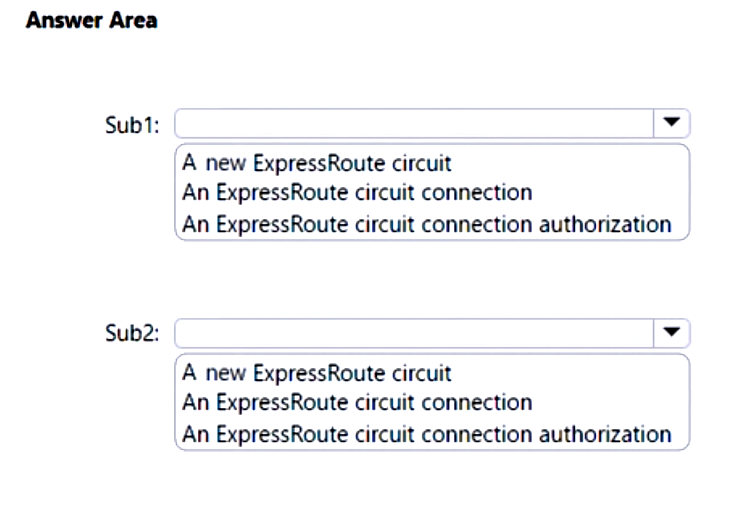 Answer Area
Sub1:
A new ExpressRoute circuit
An ExpressRoute circuit connection
An ExpressRoute circuit connection authorization
Sub2:
A new ExpressRoute circuit
An ExpressRoute circuit connection
An ExpressRoute circuit connection authorization